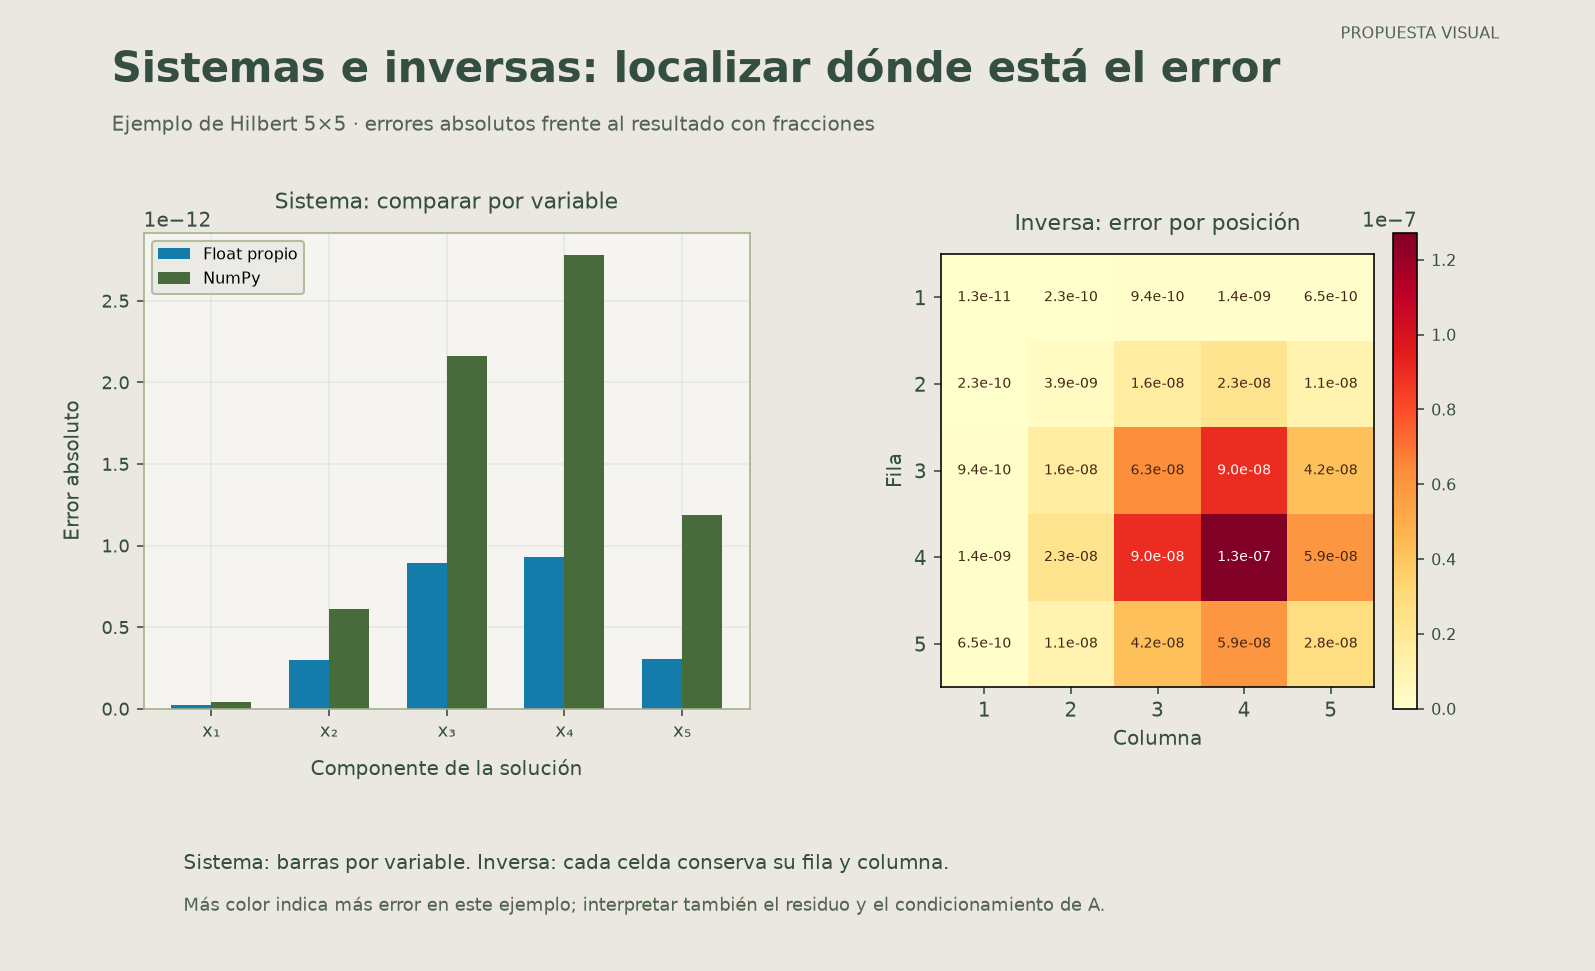 PROPUESTA VISUAL
Sistemas e inversas: localizar dónde está el error
Ejemplo de Hilbert 5×5 · errores absolutos frente al resultado con fracciones
Sistema: comparar por variable
1e−12
Float propio
NumPy
2.5
2.0
1.5
1.0
0.5
0.0
Error absoluto
x₁ x₂ x₃ x₄ x₅
Componente de la solución
Inversa: error por posición
1e−7
1 1.3e-11 2.3e-10 9.4e-10 1.4e-09 6.5e-10
2 2.3e-10 3.9e-09 1.6e-08 2.3e-08 1.1e-08
3 9.4e-10 1.6e-08 6.3e-08 9.0e-08 4.2e-08
4 1.4e-09 2.3e-08 9.0e-08 1.3e-07 5.9e-08
5 6.5e-10 1.1e-08 4.2e-08 5.9e-08 2.8e-08
Fila
1 2 3 4 5
Columna
1.2
1.0
0.8
0.6
0.4
0.2
0.0
Sistema: barras por variable. Inversa: cada celda conserva su fila y columna.
Más color indica más error en este ejemplo; interpretar también el residuo y el condicionamiento de A.